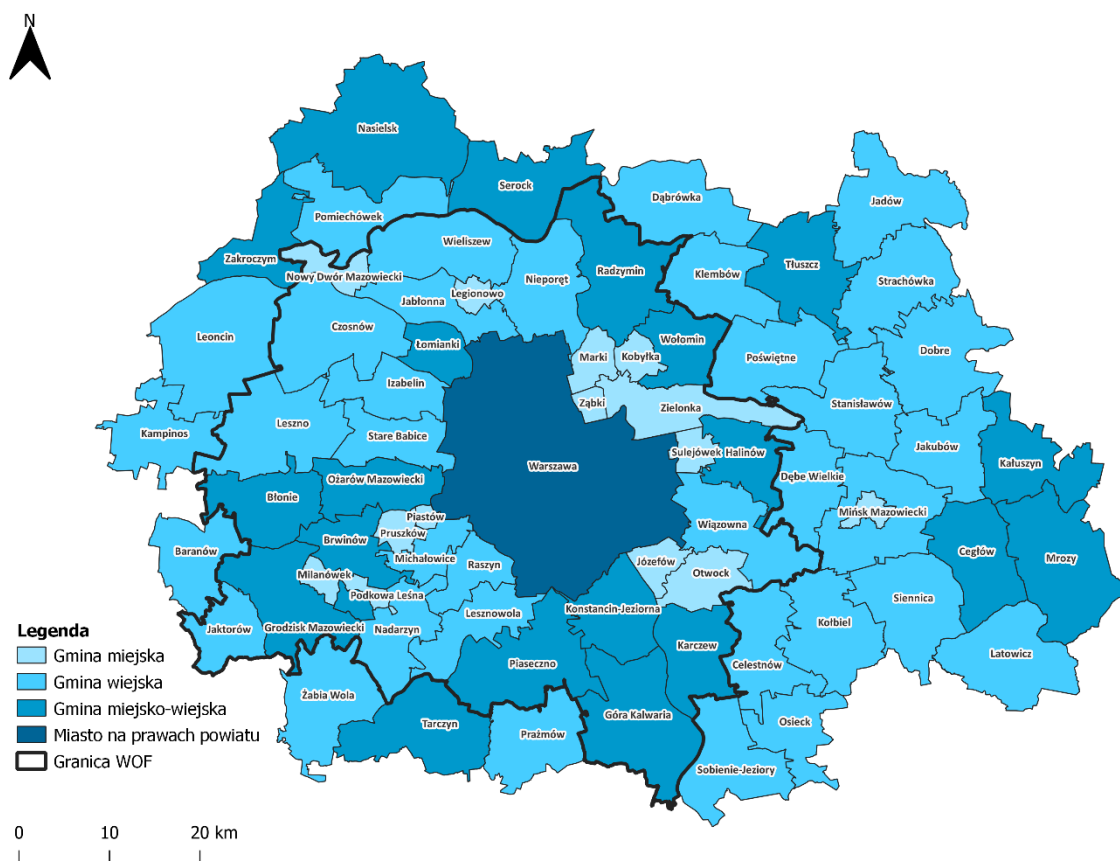 N
Nasielsk
Serock
Dąbrówka
Jadów
Pomiechówek
Wieliszew
Zakroczym
Nowy Dwór Mazowiecki
Nieporęt
Radzymin
Klembów
Tłuszcz
Strachówka
Jabłonna
Legionowo
Leoncin
Czosnów
Łomianki
Marki
Kobyłka
Wołomin
Poświętne
Dobre
Izabelin
Ząbki
Zielonka
Stanisławów
Leszno
Kampinos
Stare Babice
Warszawa
Sulejówek
Halinów
Jakubów
Kałuszyn
Dębe Wielkie
Ożarów Mazowiecki
Błonie
Mińsk Mazowiecki
Piastów
Pruszków
Wiązowna
Brwinów
Baranów
Michałowice
Raszyn
Józefów
Otwock
Cegłów
Mrozy
Milanówek
Podkowa Leśna
Siennica
Lesznowola
Konstancin-Jeziorna
Kołbiel
Jaktorów
Grodzisk Mazowiecki
Nadarzyn
Karczew
Latowicz
Piaseczno
Celestnów
Żabia Wola
Tarczyn
Prażmów
Góra Kalwaria
Osieck
Sobienie-Jeziory
Legenda
Gmina miejska
Gmina wiejska
Gmina miejsko-wiejska
Miasto na prawach powiatu
Granica WOF
0 10 20 km